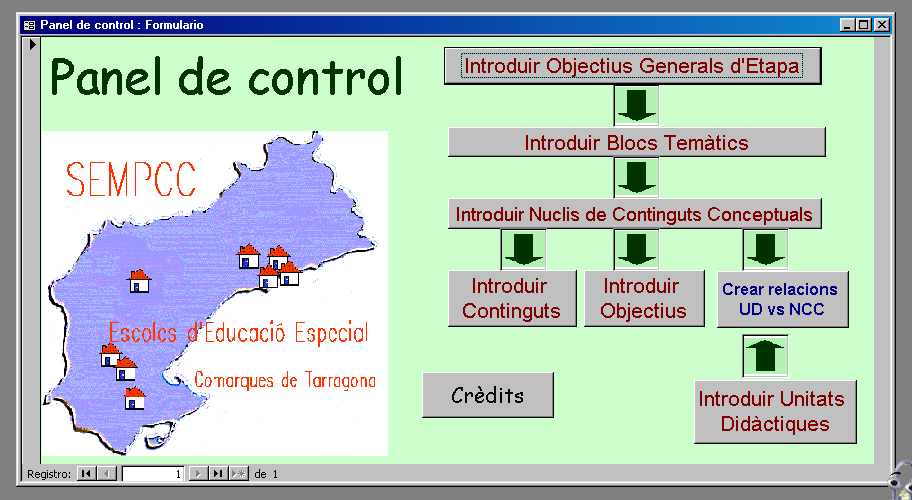 Panel de control : Formulario
Panel de control
SEMPCC
Escoles d'Educació Especial
Comarques de Tarragona
Introduir Objectius Generals d'Etapa
Introduir Blocs Temàtics
Introduir Nuclis de Continguts Conceptuals
Introduir
Continguts
Introduir
Objectius
Crear relacions
UD vs NCC
Introduir Unitats
Didàctiques
Crèdits
Registro: 1 de 1